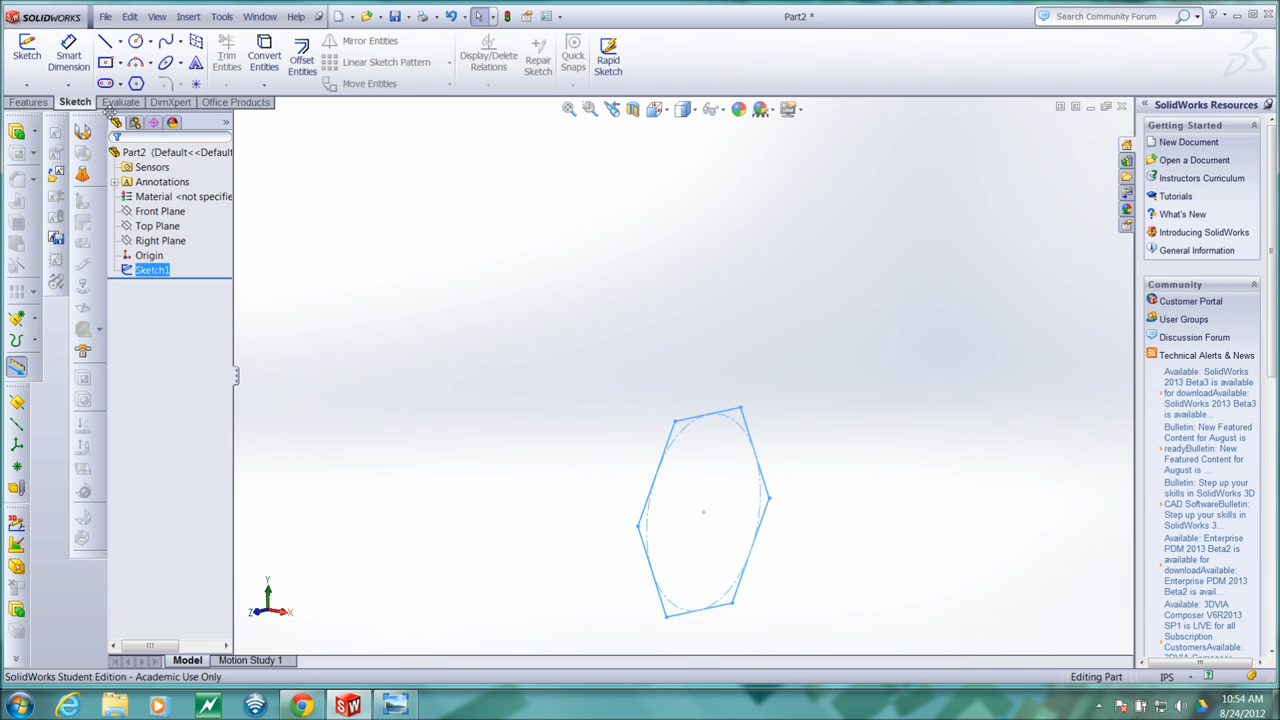 SOLIDWORKS File Edit View Insert Tools Window Help Part2 * Search Community Forum
Sketch Smart Dimension Trim Entities Convert Entities Offset Entities Mirror Entities Linear Sketch Pattern Move Entities Display/Delete Relations Repair Sketch Quick Snaps Rapid Sketch
Features Sketch Evaluate DimXpert Office Products
Part2 (Default<<Default
Sensors
Annotations
Material <not specifie
Front Plane
Top Plane
Right Plane
Origin
Sketch1
Y
Z
X
SolidWorks Resources
Getting Started
New Document
Open a Document
Instructors Curriculum
Tutorials
What's New
Introducing SolidWorks
General Information
Community
Customer Portal
User Groups
Discussion Forum
Technical Alerts & News
Available: SolidWorks
2013 Beta3 is available
for downloadAvailable:
SolidWorks 2013 Beta3
is available...
Bulletin: New Featured
Content for August is
readyBulletin: New
Featured Content for
August is ...
Bulletin: Step up your
skills in SolidWorks 3D
CAD SoftwareBulletin:
Step up your skills in
SolidWorks 3...
Available: Enterprise
PDM 2013 Beta2 is
available for
downloadAvailable:
Enterprise PDM 2013
Beta2 is avail...
Available: 3DVIA
Composer V6R2013
SP1 is LIVE for all
Subscription
CustomersAvailable:
3DVIA Composer
Model Motion Study 1
SolidWorks Student Edition - Academic Use Only Editing Part IPS
10:54 AM
8/24/2012